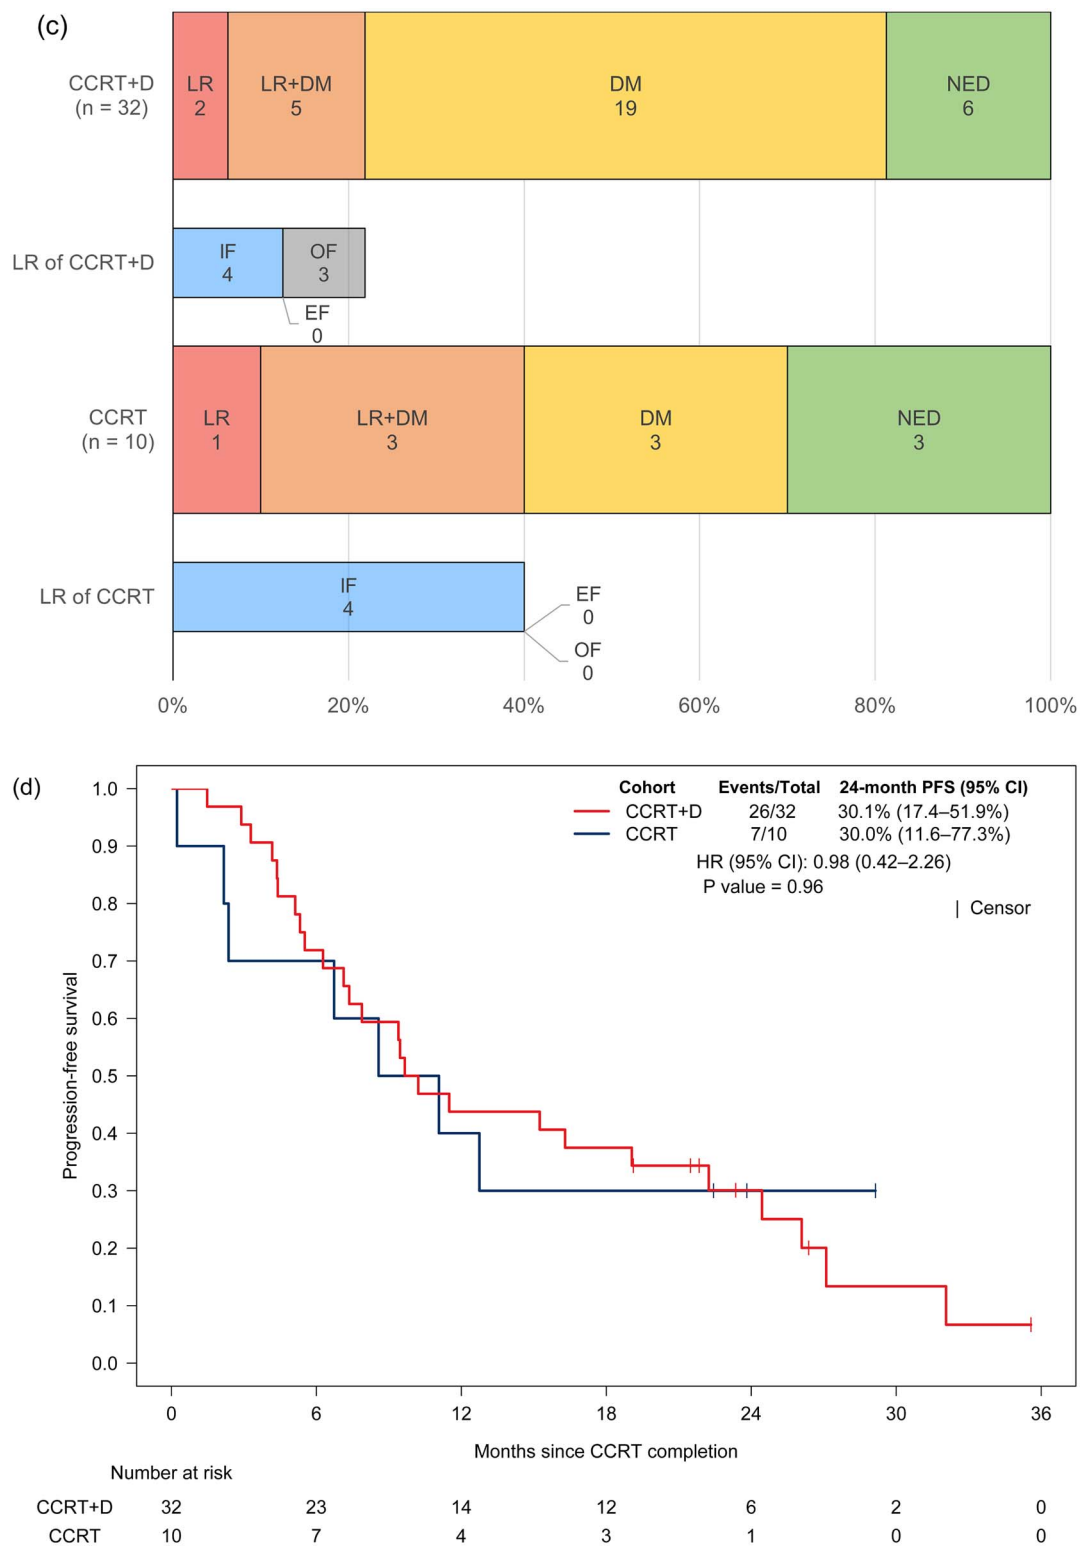 (c)
CCRT+D
(n = 32)
LR
2
LR+DM
5
DM
19
NED
6
LR of CCRT+D
IF
4
OF
3
EF
0
CCRT
(n = 10)
LR
1
LR+DM
3
DM
3
NED
3
LR of CCRT
IF
4
EF
0
OF
0
0% 20% 40% 60% 80% 100%
(d)
Cohort Events/Total 24-month PFS (95% CI)
CCRT+D 26/32 30.1% (17.4–51.9%)
CCRT 7/10 30.0% (11.6–77.3%)
HR (95% CI): 0.98 (0.42–2.26)
P value = 0.96
| Censor
Progression-free survival
1.0
0.9
0.8
0.7
0.6
0.5
0.4
0.3
0.2
0.1
0.0
0 6 12 18 24 30 36
Months since CCRT completion
Number at risk
CCRT+D 32 23 14 12 6 2 0
CCRT 10 7 4 3 1 0 0